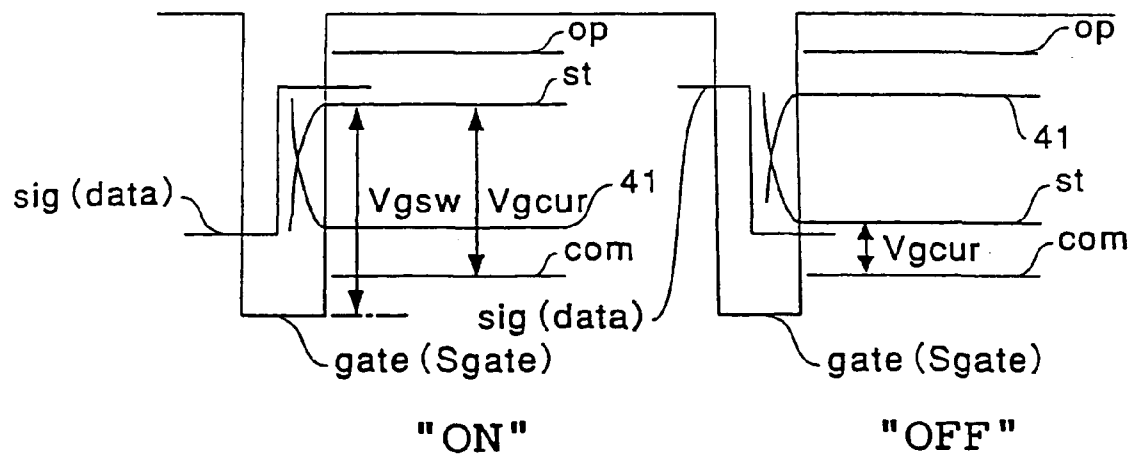 op
st
sig (data)
Vgsw
Vgcur
41
com
gate (Sgate)
"ON"
op
41
st
Vgcur
com
sig (data)
gate (Sgate)
"OFF"